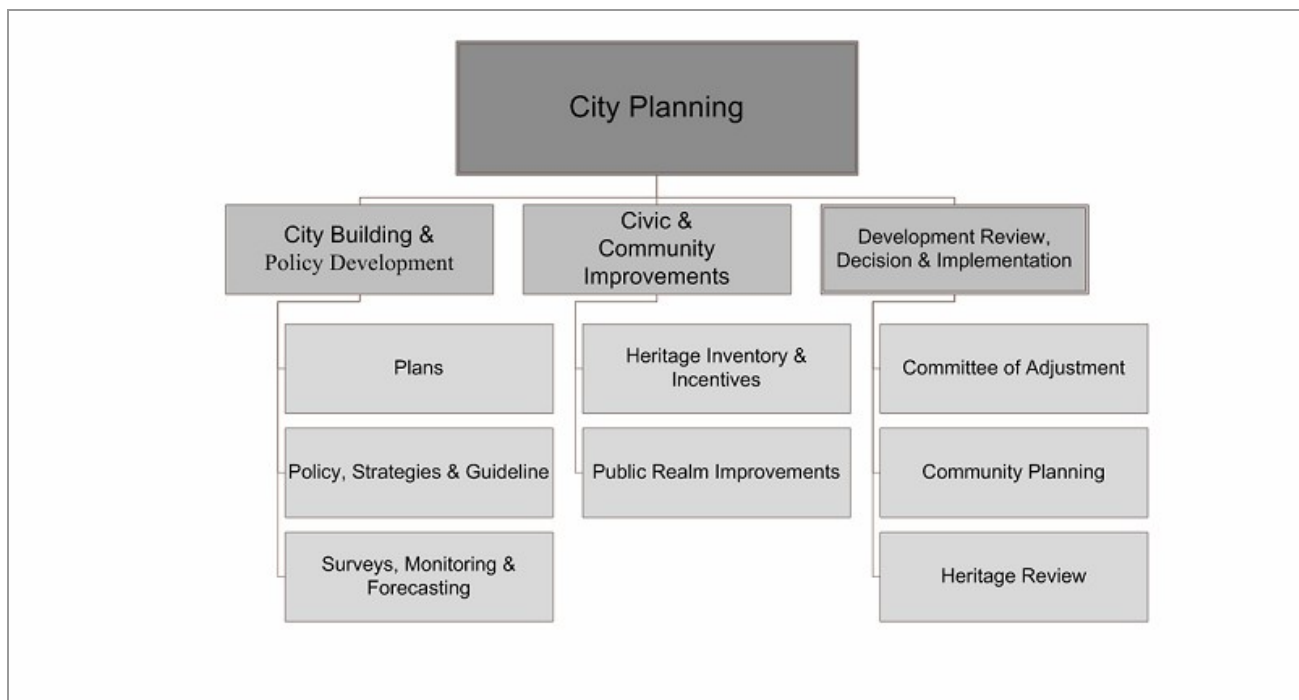 City Planning
City Building &
Policy Development
Civic &
Community
Improvements
Development Review,
Decision & Implementation
Plans
Policy, Strategies & Guideline
Surveys, Monitoring &
Forecasting
Heritage Inventory &
Incentives
Public Realm Improvements
Committee of Adjustment
Community Planning
Heritage Review